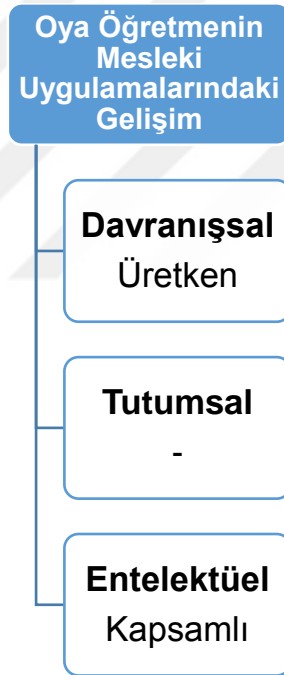 Oya Öğretmenin
Mesleki
Uygulamalarındaki
Gelişim
Davranışsal
Üretken
Tutumsal
-
Entelektüel
Kapsamlı